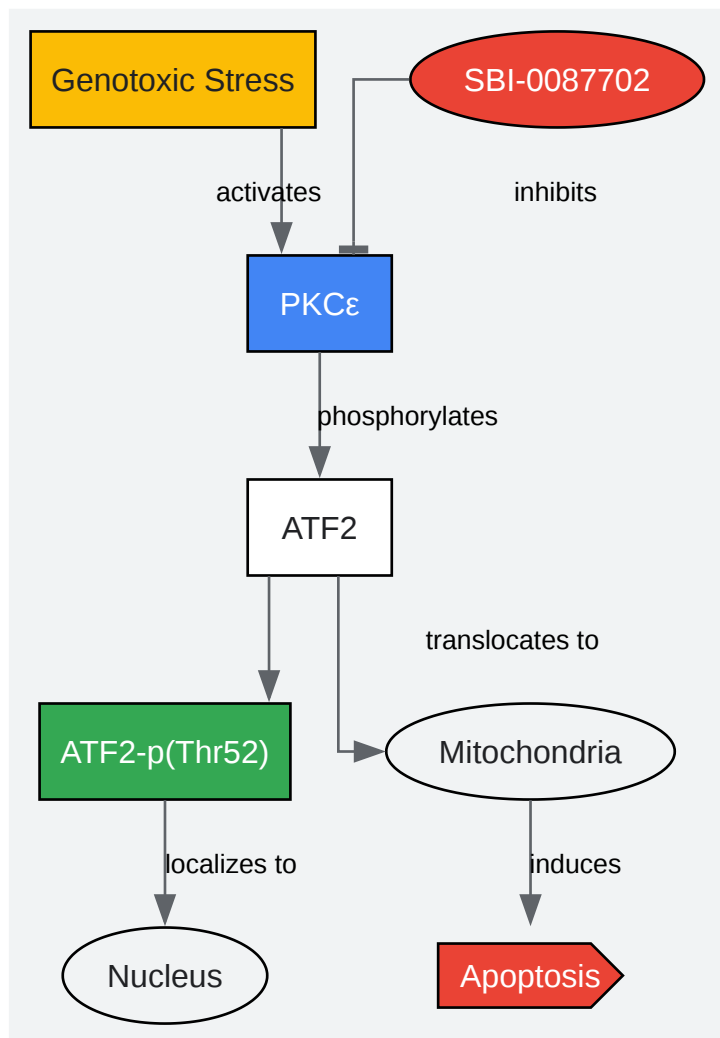 Genotoxic Stress
SBI-0087702
activates
inhibits
PKCε
phosphorylates
ATF2
translocates to
ATF2-p(Thr52)
Mitochondria
localizes to
induces
Nucleus
Apoptosis